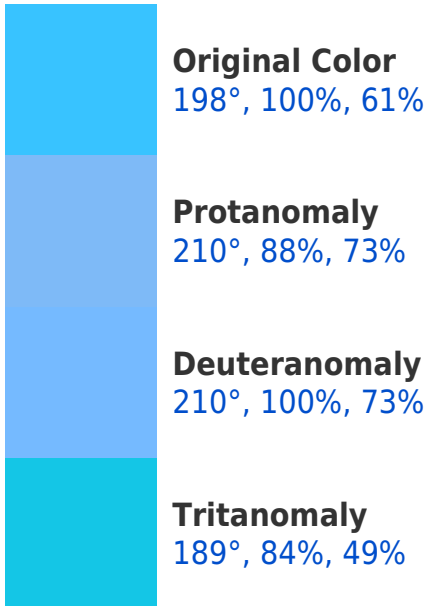 Original Color
198°, 100%, 61%
Protanomaly
210°, 88%, 73%
Deuteranomaly
210°, 100%, 73%
Tritanomaly
189°, 84%, 49%